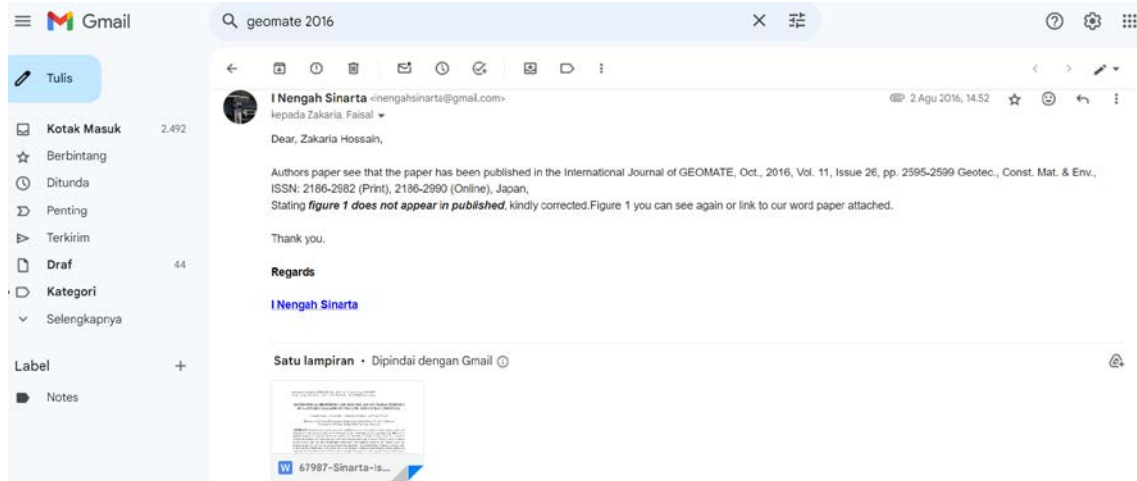 Gmail
geomate 2016
Tulis
I Nengah Sinarta <inengahsinarta@gmail.com>
2 Agu 2016, 14.52
kepada Zakaria, Faisal
Kotak Masuk 2.492
Berbintang
Ditunda
Penting
Terkirim
Draf 44
Kategori
Selengkapnya
Label
Notes
Dear, Zakaria Hossain,
Authors paper see that the paper has been published in the International Journal of GEOMATE, Oct., 2016, Vol. 11, Issue 26, pp. 2595-2599 Geotec., Const. Mat. & Env.,
ISSN: 2186-2982 (Print), 2186-2990 (Online), Japan,
Stating figure 1 does not appear in published, kindly corrected.Figure 1 you can see again or link to our word paper attached.
Thank you.
Regards
I Nengah Sinarta
Satu lampiran • Dipindai dengan Gmail
W 67987-Sinarta-is...